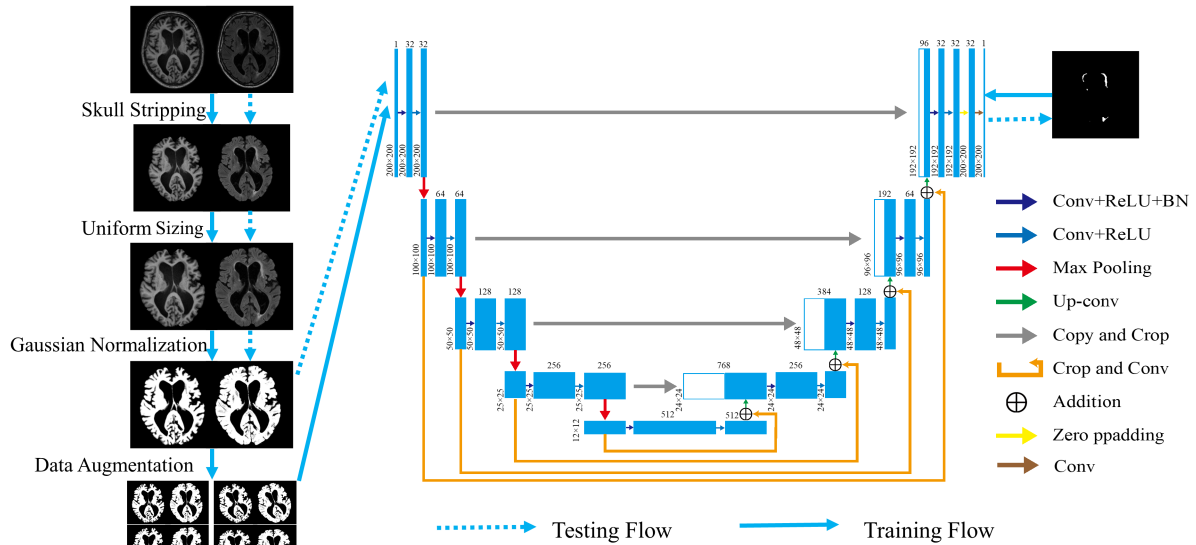 Skull Stripping
Uniform Sizing
Gaussian Normalization
Data Augmentation
1 32 32
200×200 200×200 200×200
64 64
100×100 100×100 100×100
128 128
50×50 50×50 50×50
256 256
25×25 25×25 25×25
512 512
12×12
768 256
24×24 24×24 24×24
384 128
48×48 48×48 48×48
192 64
96×96 96×96 96×96
96 32 32 32 1
192×192 192×192 192×192 200×200 200×200
Conv+ReLU+BN
Conv+ReLU
Max Pooling
Up-conv
Copy and Crop
Crop and Conv
Addition
Zero ppadding
Conv
Testing Flow
Training Flow